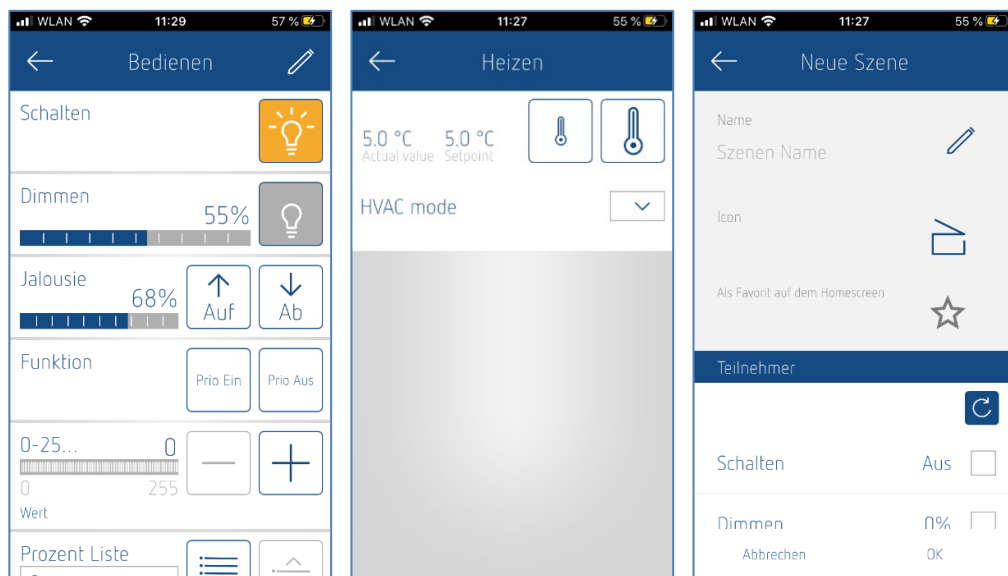 WLAN 11:29 57 %
Bedienen
Schalten
Dimmen
55%
Jalousie
68%
Auf Ab
Funktion
Prio Ein Prio Aus
0-25... 0
0 255
Wert
Prozent Liste
WLAN 11:27 55 %
Heizen
5.0 °C 5.0 °C
Actual value Setpoint
HVAC mode
WLAN 11:27 55 %
Neue Szene
Name
Szenen Name
Icon
Als Favorit auf dem Homescreen
Teilnehmer
Schalten Aus
Dimmen 0%
Abbrechen OK